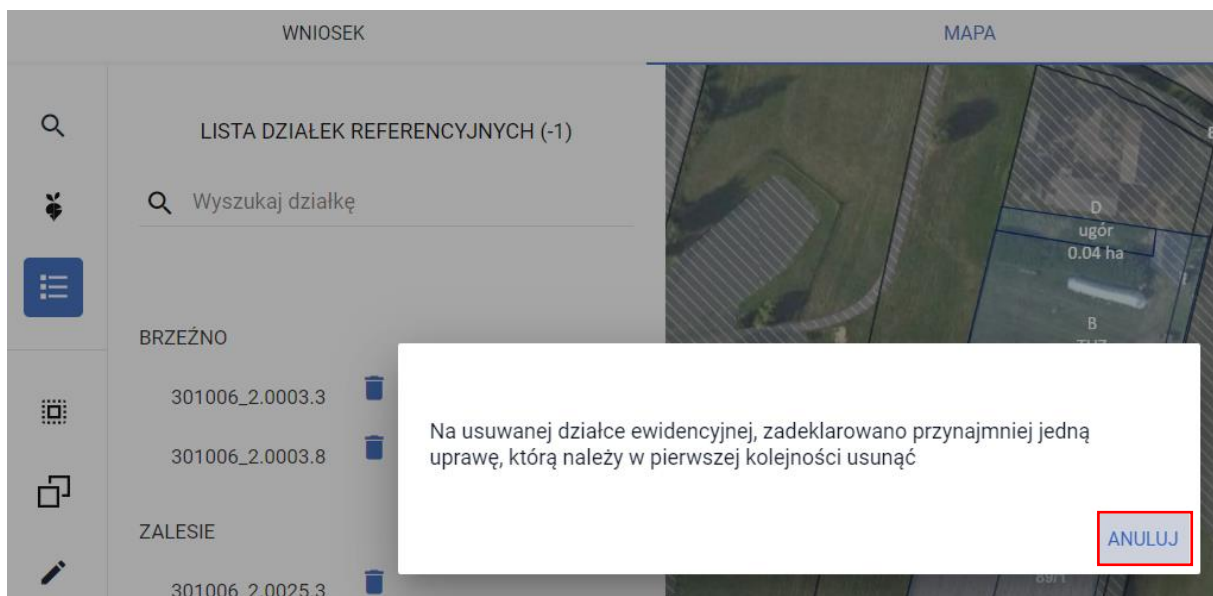 WNIOSEK
MAPA
LISTA DZIAŁEK REFERENCYJNYCH (-1)
Wyszukaj działkę
D
ugór
0.04 ha
B
BRZEŹNO
301006_2.0003.3
301006_2.0003.8
Na usuwanej działce ewidencyjnej, zadeklarowano przynajmniej jedną
uprawę, którą należy w pierwszej kolejności usunąć
ANULUJ
ZALESIE
301006_2.0025.3